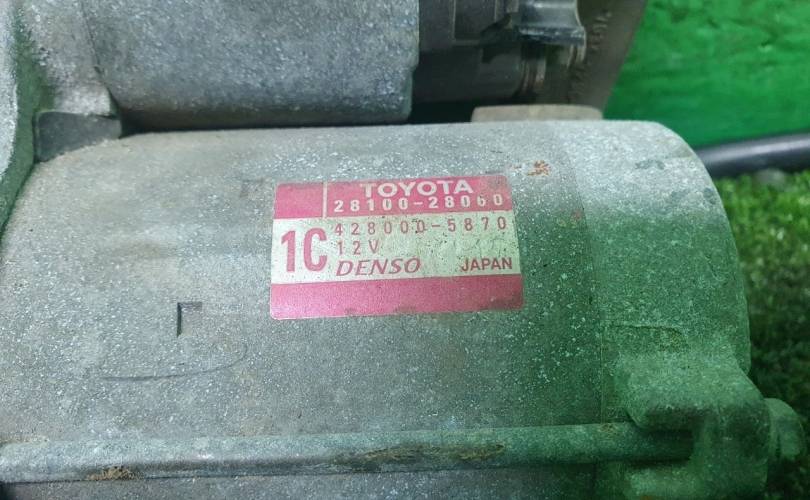 TOYOTA
28100-28060
1C
428000-5870
12V
DENSO JAPAN